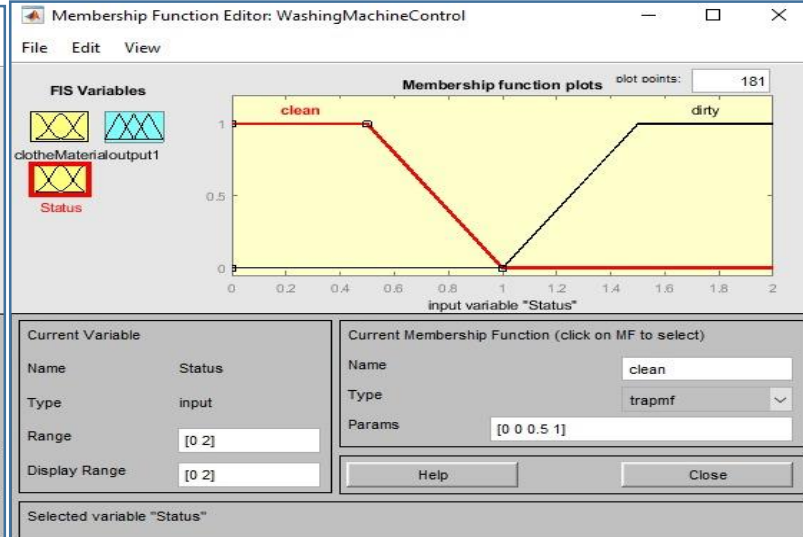 Membership Function Editor: WashingMachineControl
File Edit View
FIS Variables
clotheMaterial output1
Status
Membership function plots
plot points: 181
clean
dirty
1
0.5
0
0 0.2 0.4 0.6 0.8 1 1.2 1.4 1.6 1.8 2
input variable "Status"
Current Variable
Name Status
Type input
Range [0 2]
Display Range [0 2]
Current Membership Function (click on MF to select)
Name clean
Type trapmf
Params [0 0 0.5 1]
Help Close
Selected variable "Status"